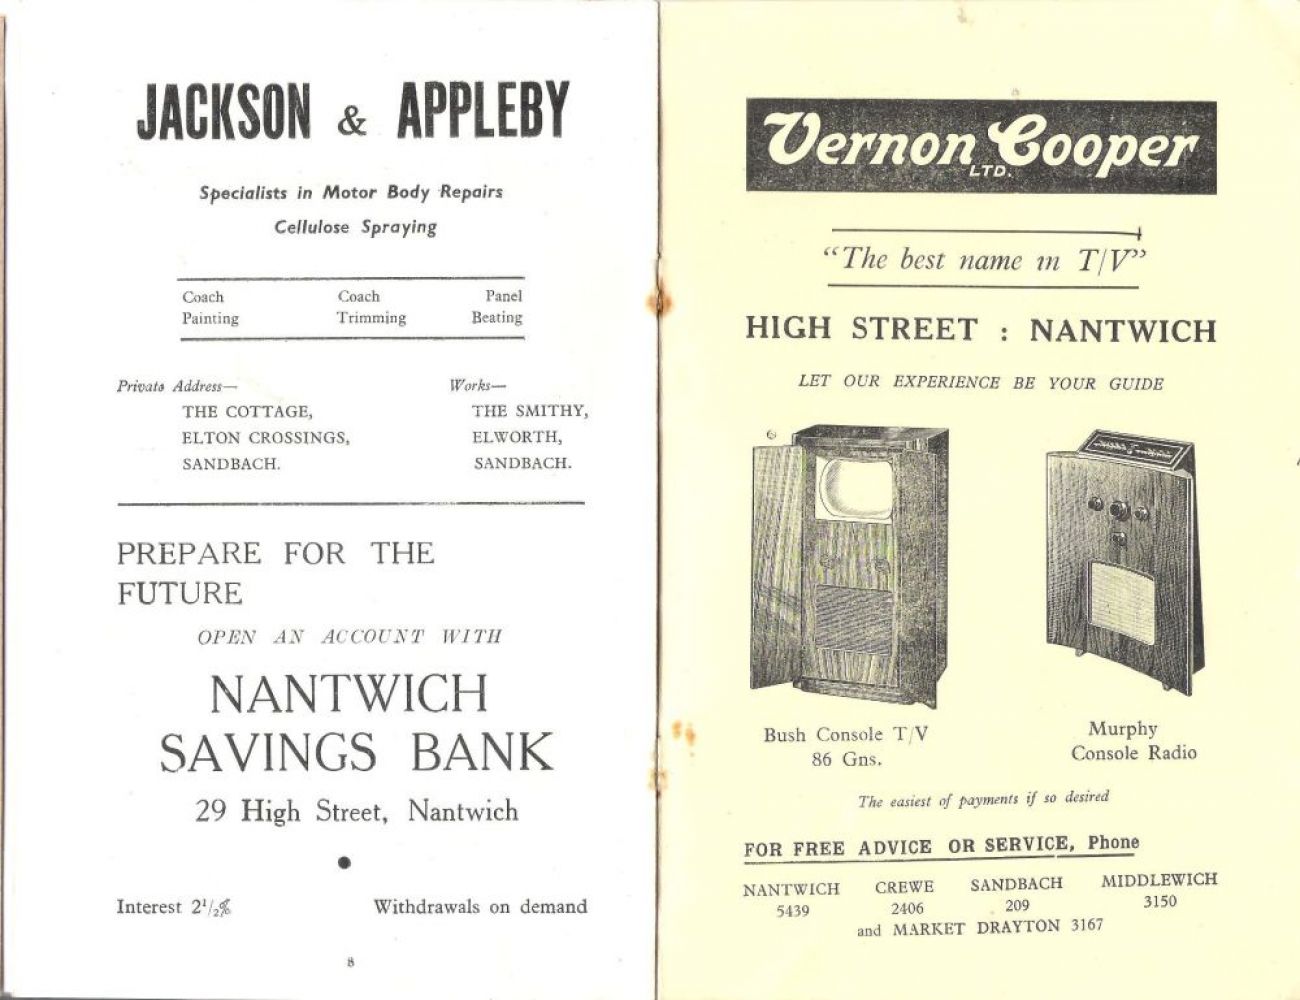 JACKSON & APPLEBY
Specialists in Motor Body Repairs
Cellulose Spraying
Coach Coach Panel
Painting Trimming Beating
Private Address— Works—
THE COTTAGE, THE SMITHY,
ELTON CROSSINGS, ELWORTH,
SANDBACH. SANDBACH.
PREPARE FOR THE
FUTURE
OPEN AN ACCOUNT WITH
NANTWICH
SAVINGS BANK
29 High Street, Nantwich
Interest 2½% Withdrawals on demand
8
Vernon Cooper
LTD.
"The best name in T/V"
HIGH STREET : NANTWICH
LET OUR EXPERIENCE BE YOUR GUIDE
Bush Console T/V
86 Gns.
Murphy
Console Radio
The easiest of payments if so desired
FOR FREE ADVICE OR SERVICE, Phone
NANTWICH CREWE SANDBACH MIDDLEWICH
5439 2406 209 3150
and MARKET DRAYTON 3167